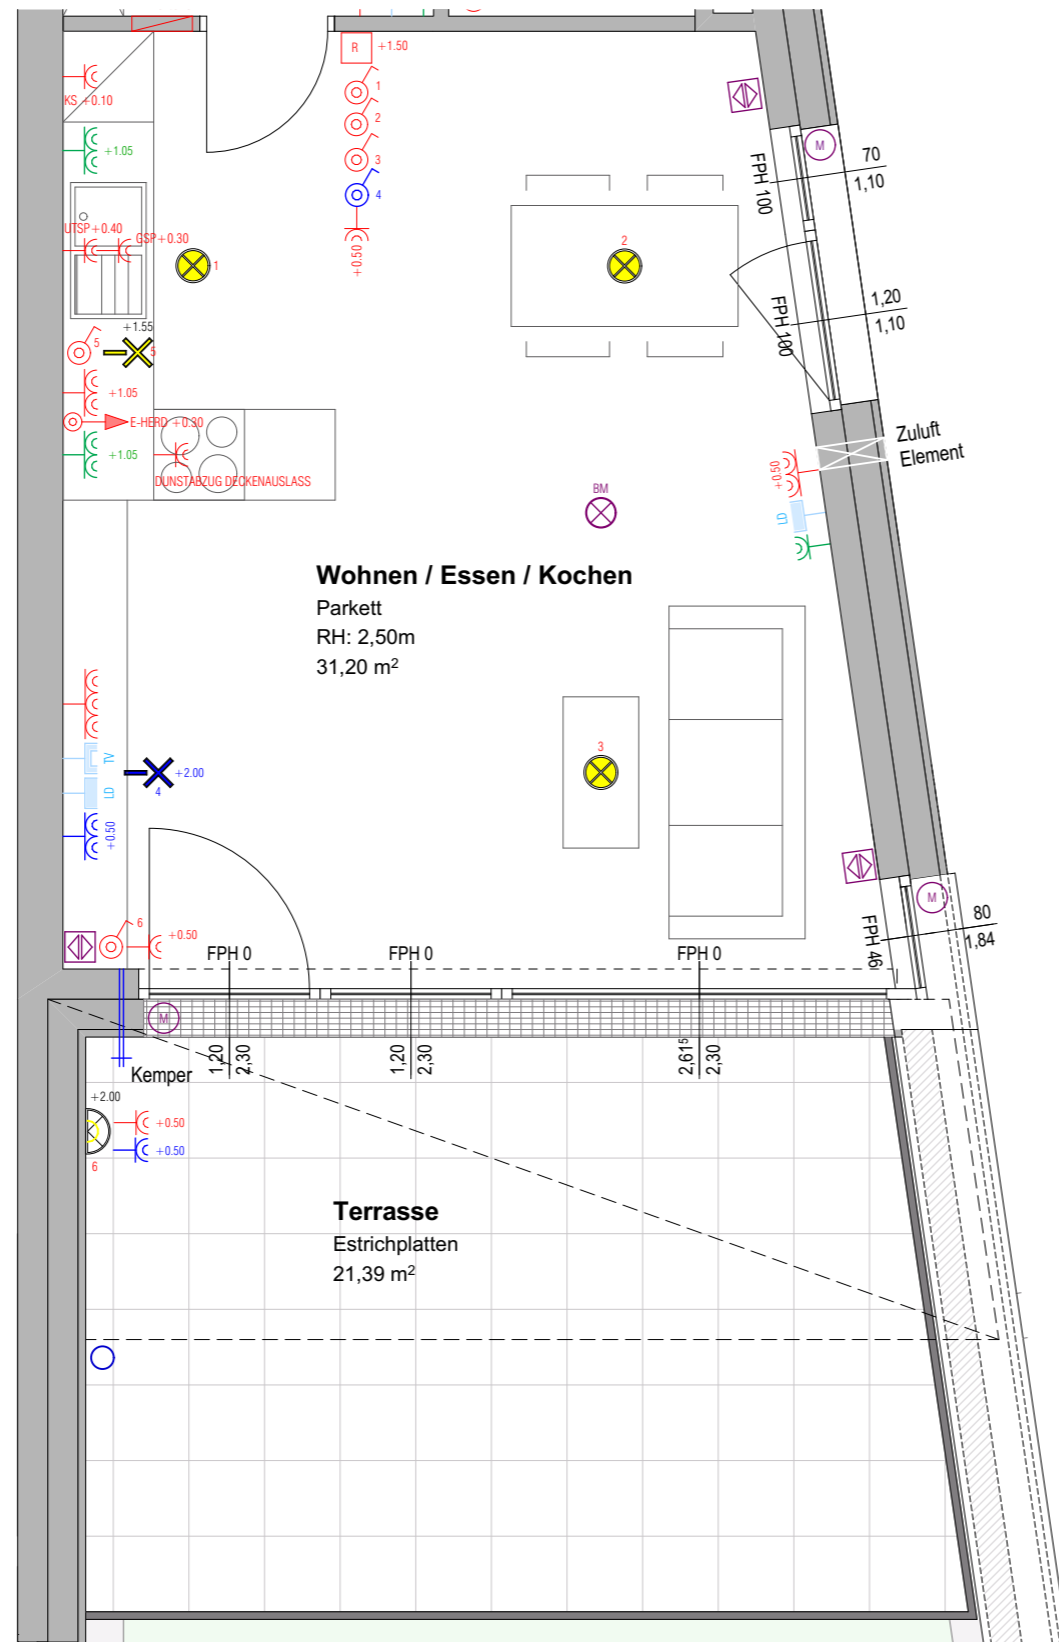 R
+1.50
1
2
3
4
+0.50
KS +0.10
+1.05
UTSP+0.40
GSP+0.30
1
2
+1.55
5
5
+1.05
E-HERD +0.30
+1.05
DUNSTABZUG DECKENAUSLASS
M
70
1,10
FPH 100
1,20
1,10
FPH 100
Zuluft
Element
+0.50
LD
BM
Wohnen / Essen / Kochen
Parkett
RH: 2,50m
31,20 m²
3
TV
LD
+2.00
4
+0.50
6
+0.50
M
80
1,84
FPH 46
FPH 0
FPH 0
FPH 0
M
1,20
2,30
1,20
2,30
2,61⁵
2,30
Kemper
+2.00
6
+0.50
+0.50
Terrasse
Estrichplatten
21,39 m²